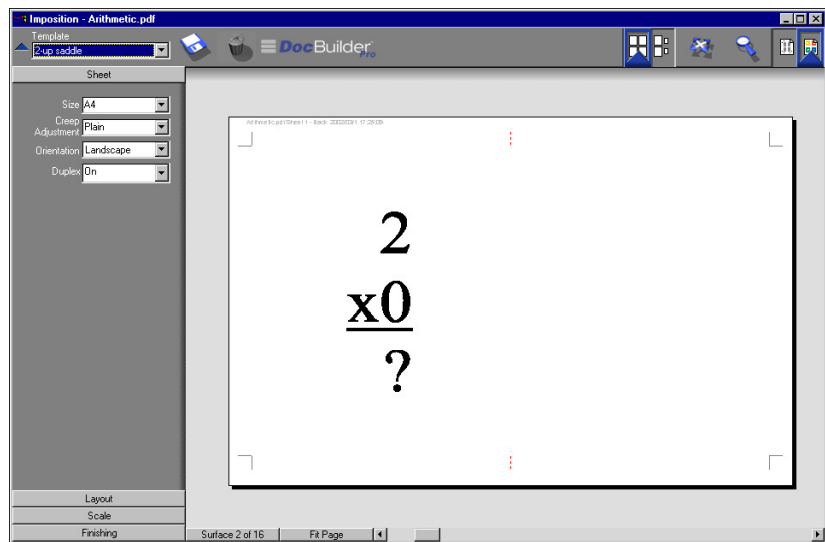 Imposition - Arithmetic.pdf
Template
2-up saddle
DocBuilder Pro
Sheet
Size A4
Creep Adjustment Plain
Orientation Landscape
Duplex On
2
x0
?
Layout
Scale
Finishing
Surface 2 of 16
Fit Page